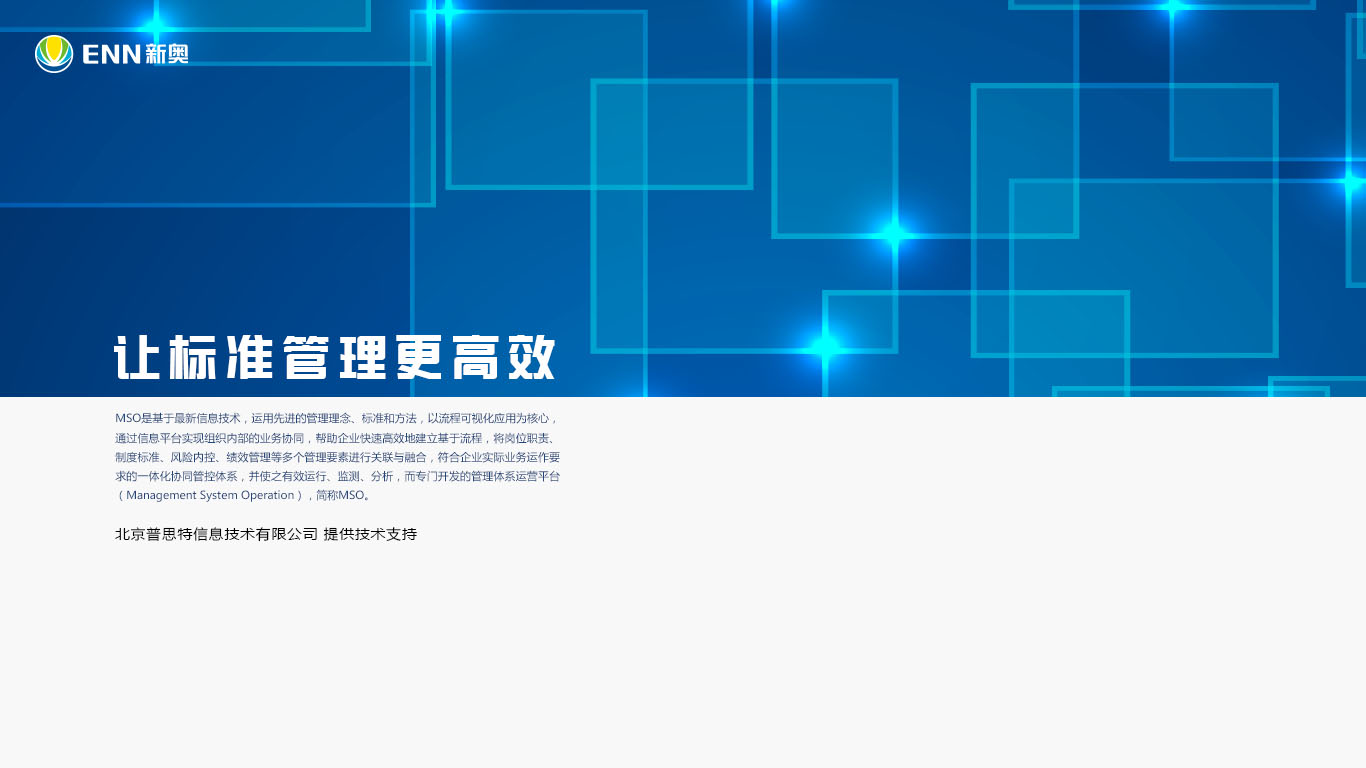 ENN新奥
让标准管理更高效
MSO是基于最新信息技术，运用先进的管理理念、标准和方法，以流程可视化应用为核心，
通过信息平台实现组织内部的业务协同，帮助企业快速高效地建立基于流程，将岗位职责、
制度标准、风险内控、绩效管理等多个管理要素进行关联与融合，符合企业实际业务运作要
求的一体化协同管控体系，并使之有效运行、监测、分析，而专门开发的管理体系运营平台
（Management System Operation），简称MSO。
北京普思特信息技术有限公司 提供技术支持